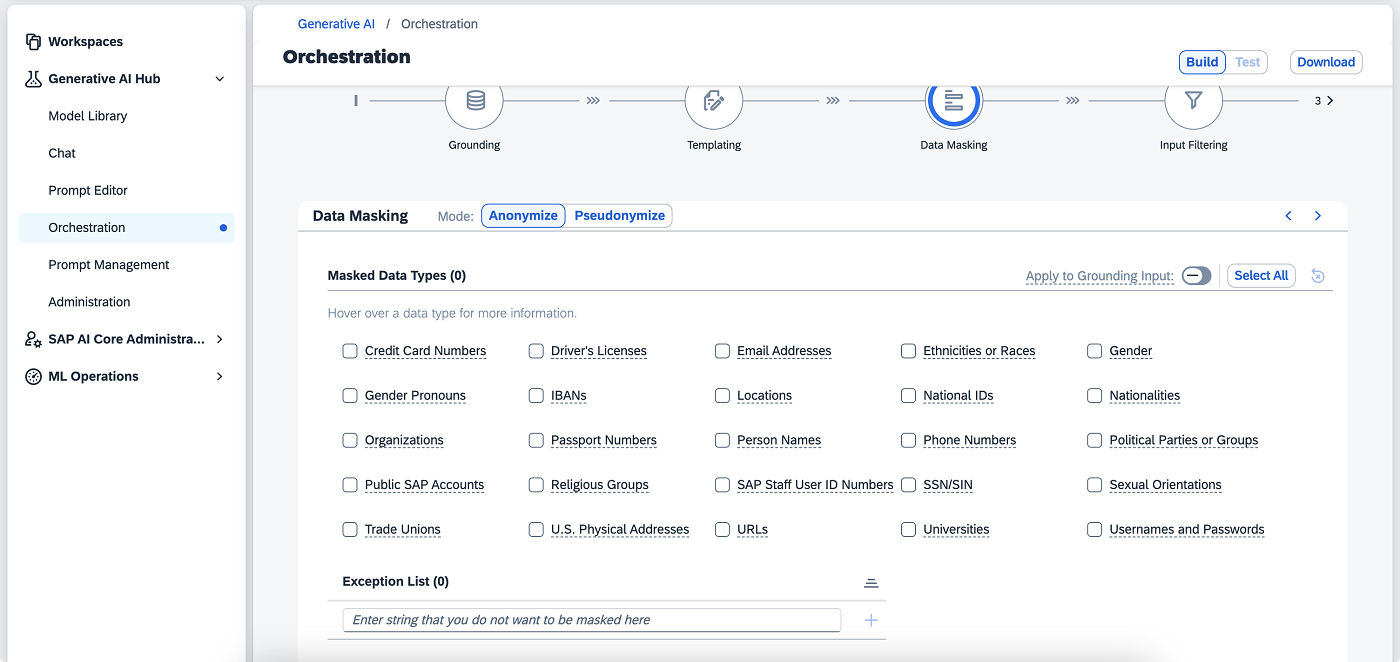 Workspaces
Generative AI Hub
Model Library
Chat
Prompt Editor
Orchestration
Prompt Management
Administration
SAP AI Core Administra...
ML Operations
Generative AI / Orchestration
Orchestration
Build Test Download
Grounding Templating Data Masking Input Filtering 3
Data Masking Mode: Anonymize Pseudonymize
Masked Data Types (0) Apply to Grounding Input: Select All
Hover over a data type for more information.
Credit Card Numbers Driver's Licenses Email Addresses Ethnicities or Races Gender
Gender Pronouns IBANs Locations National IDs Nationalities
Organizations Passport Numbers Person Names Phone Numbers Political Parties or Groups
Public SAP Accounts Religious Groups SAP Staff User ID Numbers SSN/SIN Sexual Orientations
Trade Unions U.S. Physical Addresses URLs Universities Usernames and Passwords
Exception List (0)
Enter string that you do not want to be masked here